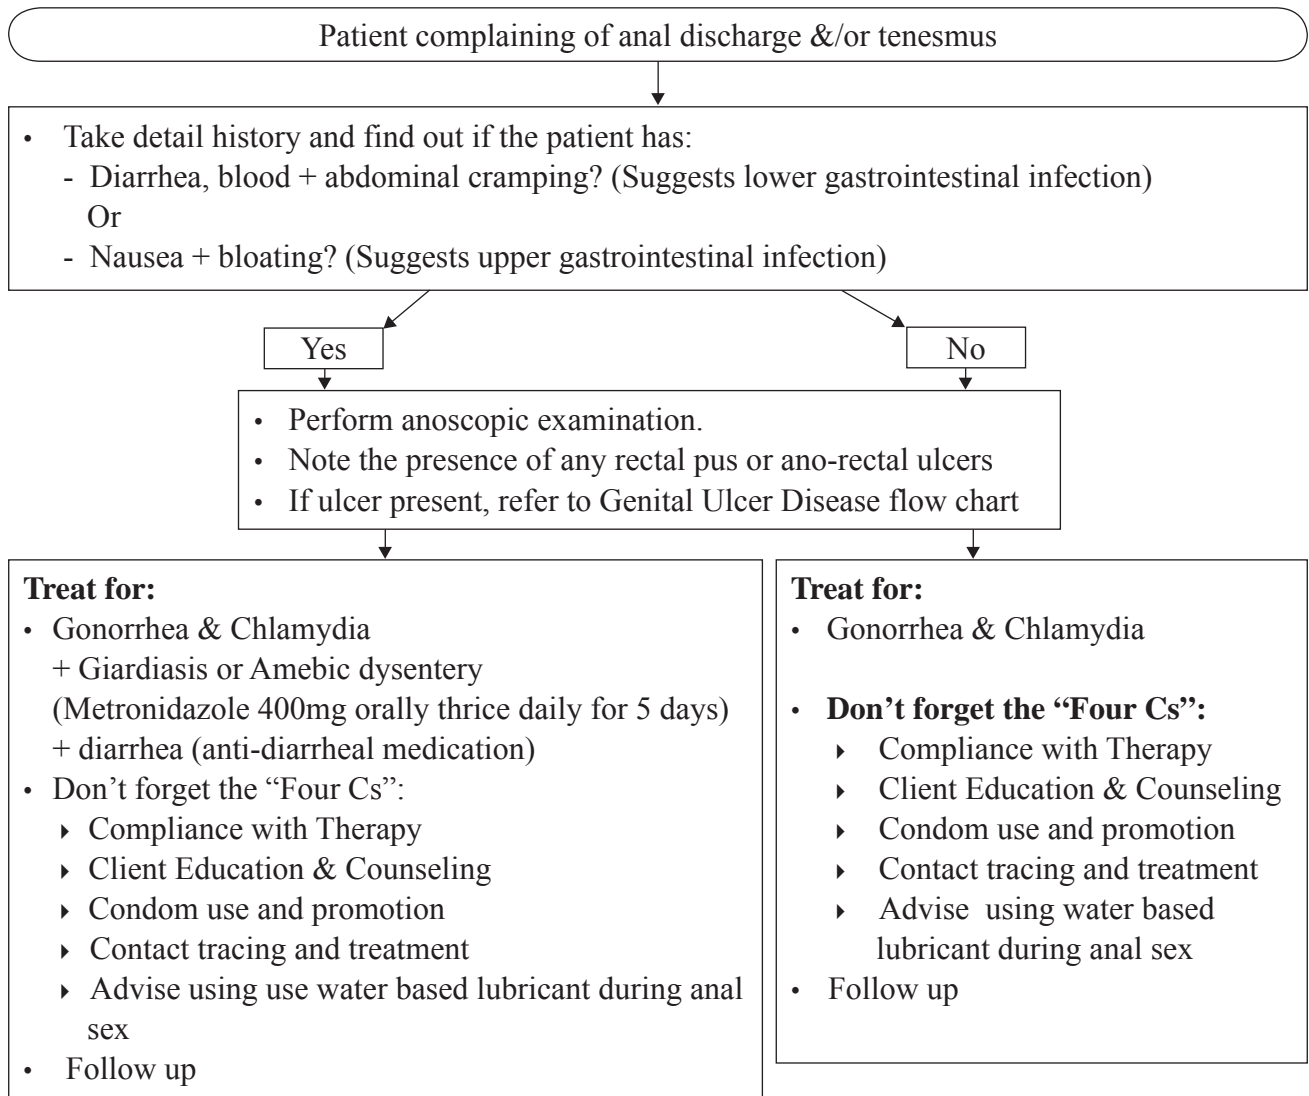 Patient complaining of anal discharge &/or tenesmus
• Take detail history and find out if the patient has:
- Diarrhea, blood + abdominal cramping? (Suggests lower gastrointestinal infection)
Or
- Nausea + bloating? (Suggests upper gastrointestinal infection)
Yes
No
• Perform anoscopic examination.
• Note the presence of any rectal pus or ano-rectal ulcers
• If ulcer present, refer to Genital Ulcer Disease flow chart
Treat for:
• Gonorrhea & Chlamydia
+ Giardiasis or Amebic dysentery
(Metronidazole 400mg orally thrice daily for 5 days)
+ diarrhea (anti-diarrheal medication)
• Don’t forget the “Four Cs”:
‣ Compliance with Therapy
‣ Client Education & Counseling
‣ Condom use and promotion
‣ Contact tracing and treatment
‣ Advise using use water based lubricant during anal
sex
• Follow up
Treat for:
• Gonorrhea & Chlamydia
• Don’t forget the “Four Cs”:
‣ Compliance with Therapy
‣ Client Education & Counseling
‣ Condom use and promotion
‣ Contact tracing and treatment
‣ Advise using water based
lubricant during anal sex
• Follow up